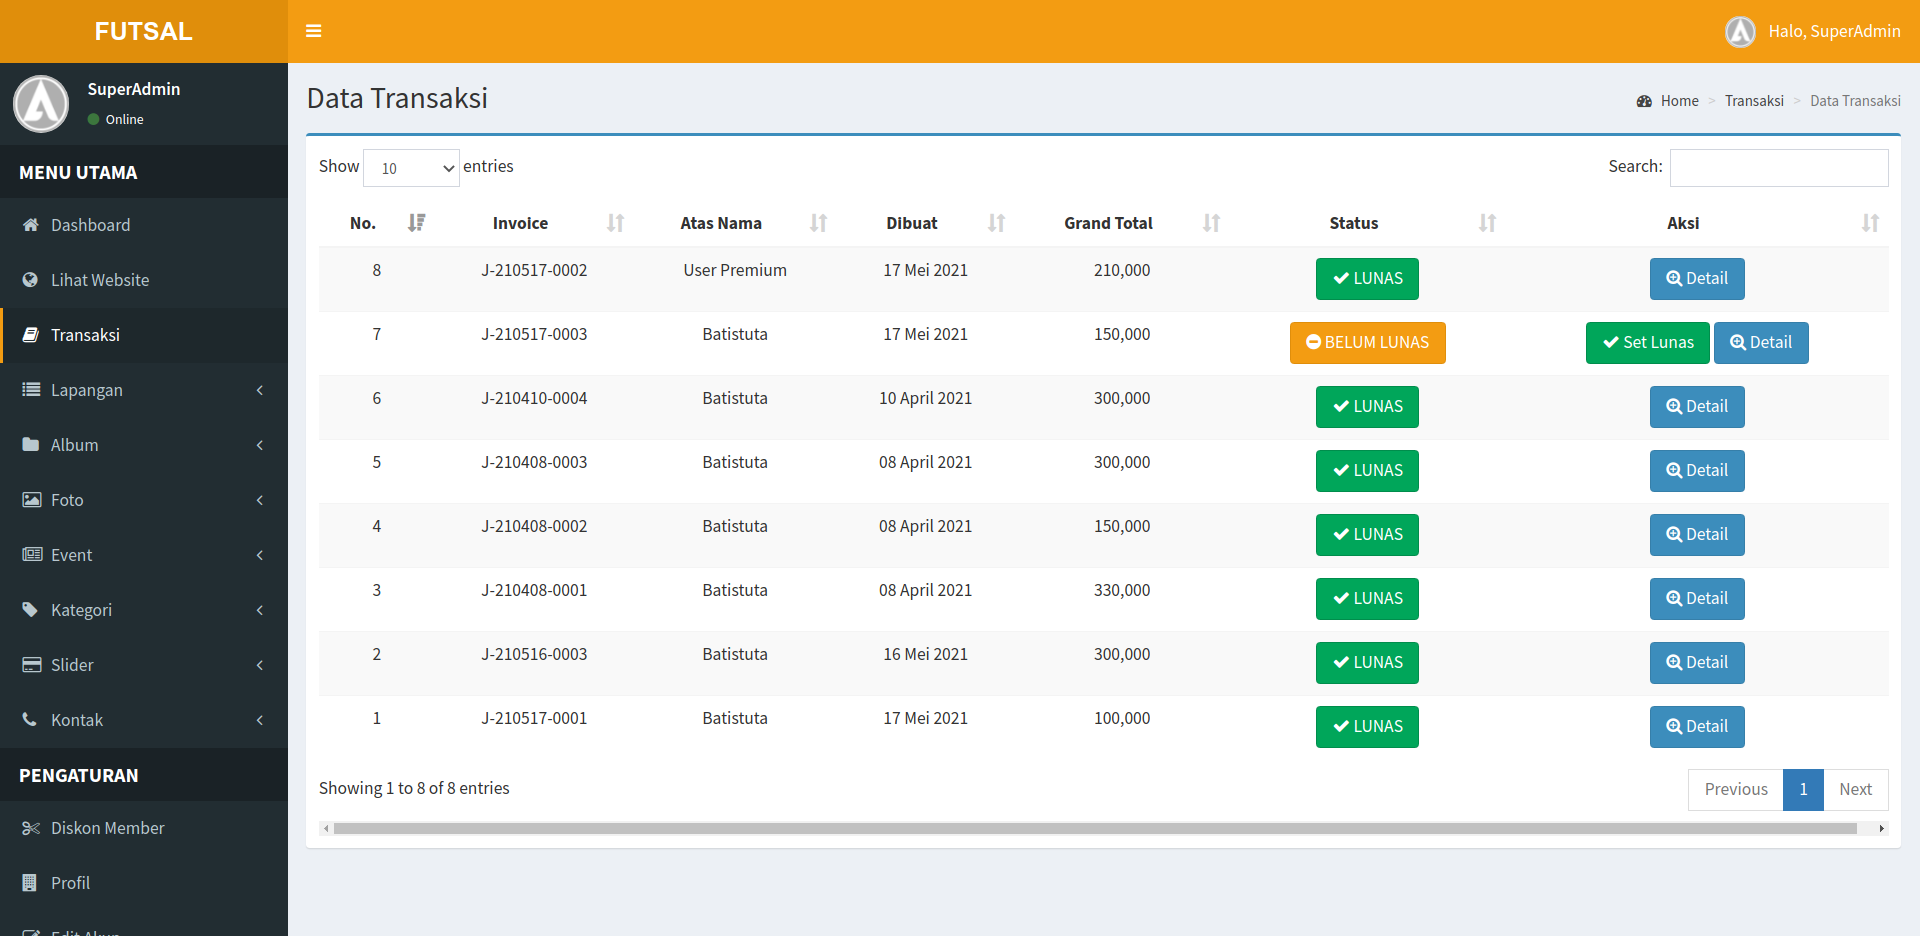 FUTSAL
Halo, SuperAdmin
SuperAdmin
Online
MENU UTAMA
Dashboard
Lihat Website
Transaksi
Lapangan
Album
Foto
Event
Kategori
Slider
Kontak
PENGATURAN
Diskon Member
Profil
Edit Akun
Data Transaksi
Home > Transaksi > Data Transaksi
Show 10 entries
Search:
No. Invoice Atas Nama Dibuat Grand Total Status Aksi
8 J-210517-0002 User Premium 17 Mei 2021 210,000 LUNAS Detail
7 J-210517-0003 Batistuta 17 Mei 2021 150,000 BELUM LUNAS Set Lunas Detail
6 J-210410-0004 Batistuta 10 April 2021 300,000 LUNAS Detail
5 J-210408-0003 Batistuta 08 April 2021 300,000 LUNAS Detail
4 J-210408-0002 Batistuta 08 April 2021 150,000 LUNAS Detail
3 J-210408-0001 Batistuta 08 April 2021 330,000 LUNAS Detail
2 J-210516-0003 Batistuta 16 Mei 2021 300,000 LUNAS Detail
1 J-210517-0001 Batistuta 17 Mei 2021 100,000 LUNAS Detail
Showing 1 to 8 of 8 entries
Previous 1 Next